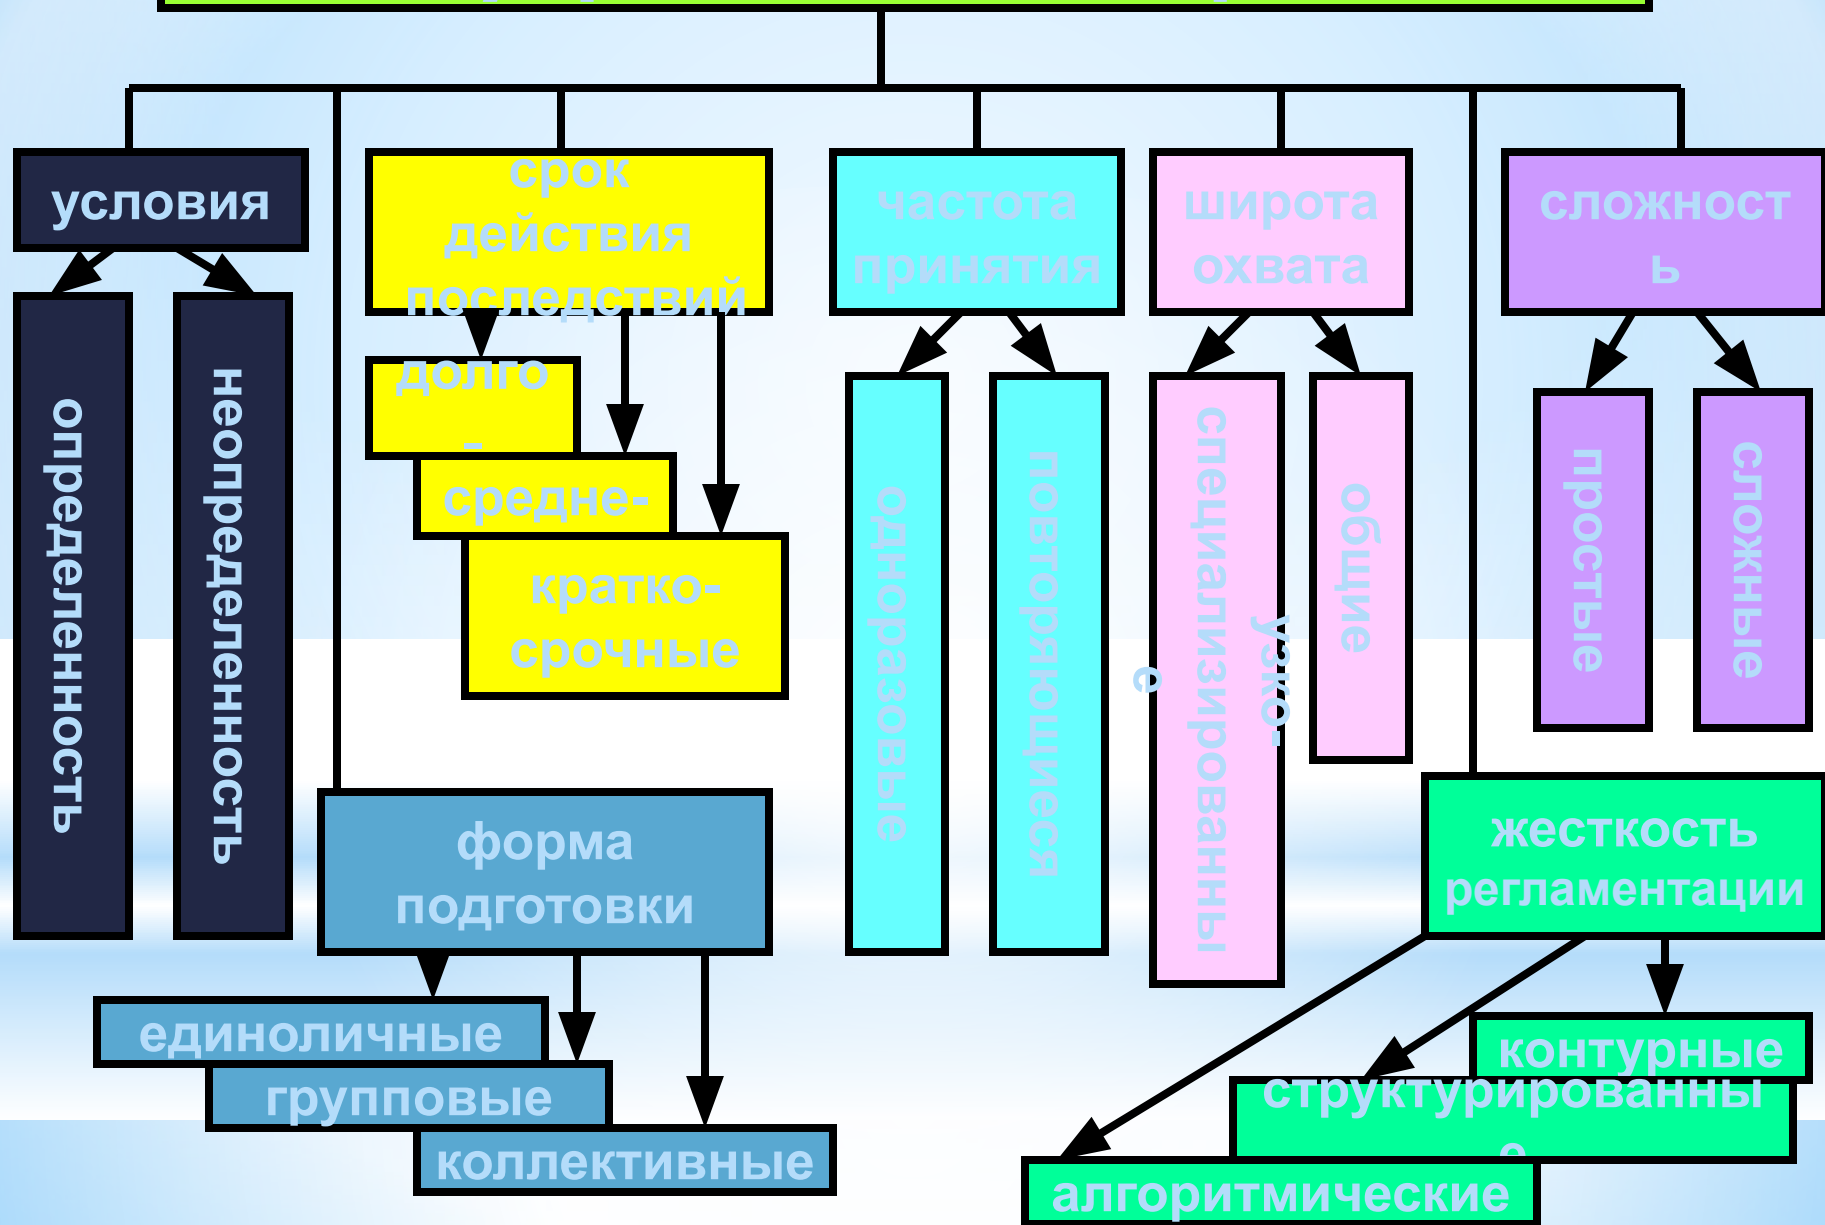 условия
срок
действия
последствий
частота
принятия
широта
охвата
сложност
ь
определенность
неопределенность
долго
-
средне-
кратко-
срочные
одноразовые
повторяющиеся
узко-
специализированны
е
общие
простые
сложные
форма
подготовки
единоличные
групповые
коллективные
жесткость
регламентации
контурные
структурированны
е
алгоритмические